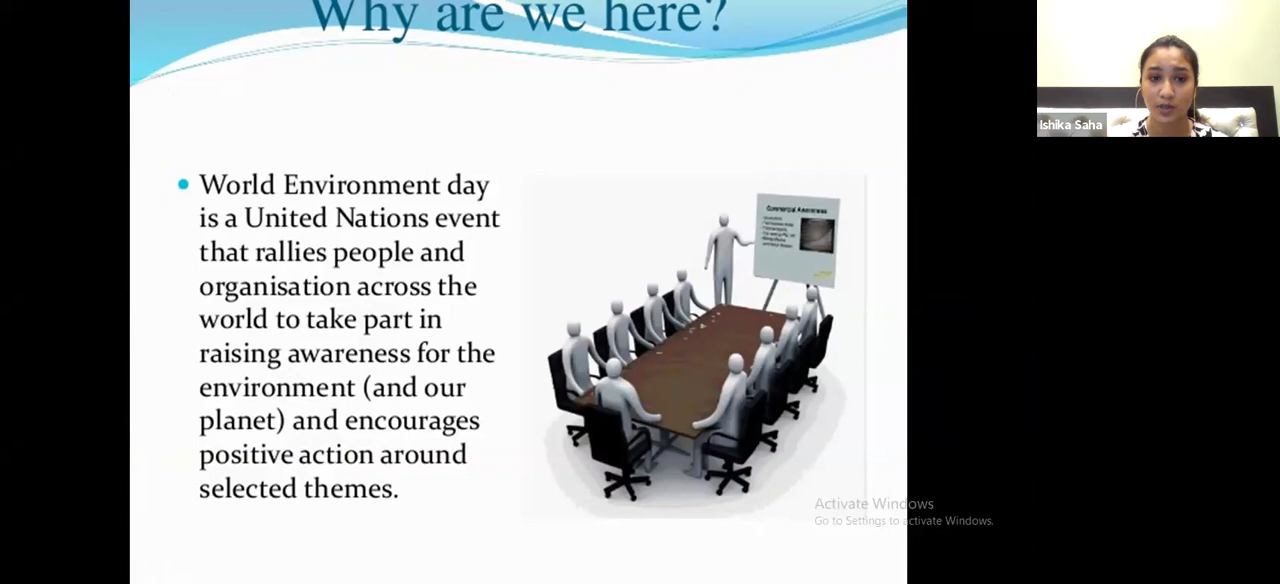 Why are we here?
Ishika Saha
• World Environment day
is a United Nations event
that rallies people and
organisation across the
world to take part in
raising awareness for the
environment (and our
planet) and encourages
positive action around
selected themes.
Commercial Awareness
Activate Windows
Go to Settings to activate Windows.